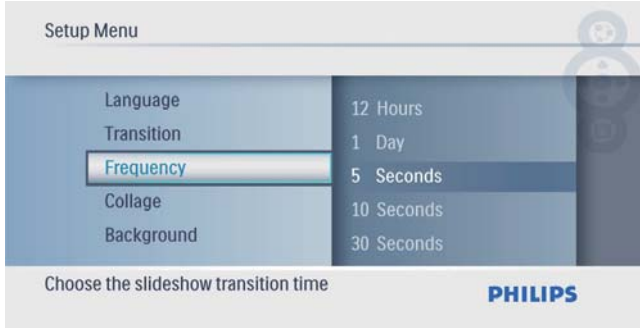 Setup Menu
Language
Transition
Frequency
Collage
Background
12 Hours
1 Day
5 Seconds
10 Seconds
30 Seconds
Choose the slideshow transition time
PHILIPS